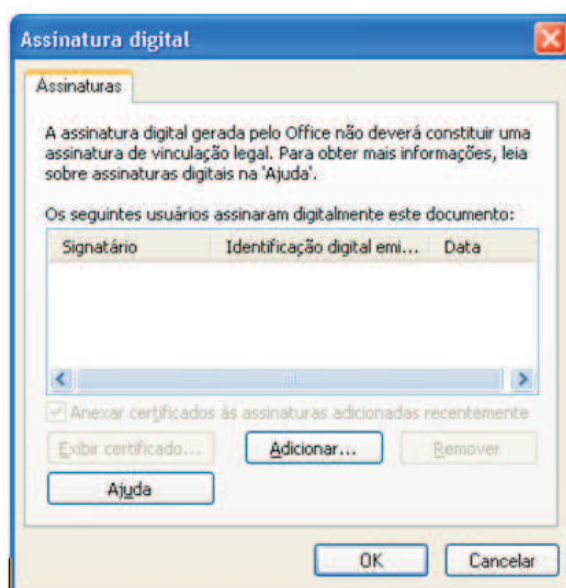 Assinatura digital
Assinaturas
A assinatura digital gerada pelo Office não deverá constituir uma
assinatura de vinculação legal. Para obter mais informações, leia
sobre assinaturas digitais na 'Ajuda'.
Os seguintes usuários assinaram digitalmente este documento:
Signatário Identificação digital emi... Data
Anexar certificados às assinaturas adicionadas recentemente
Exibir certificado... Adicionar... Remover
Ajuda
OK Cancelar